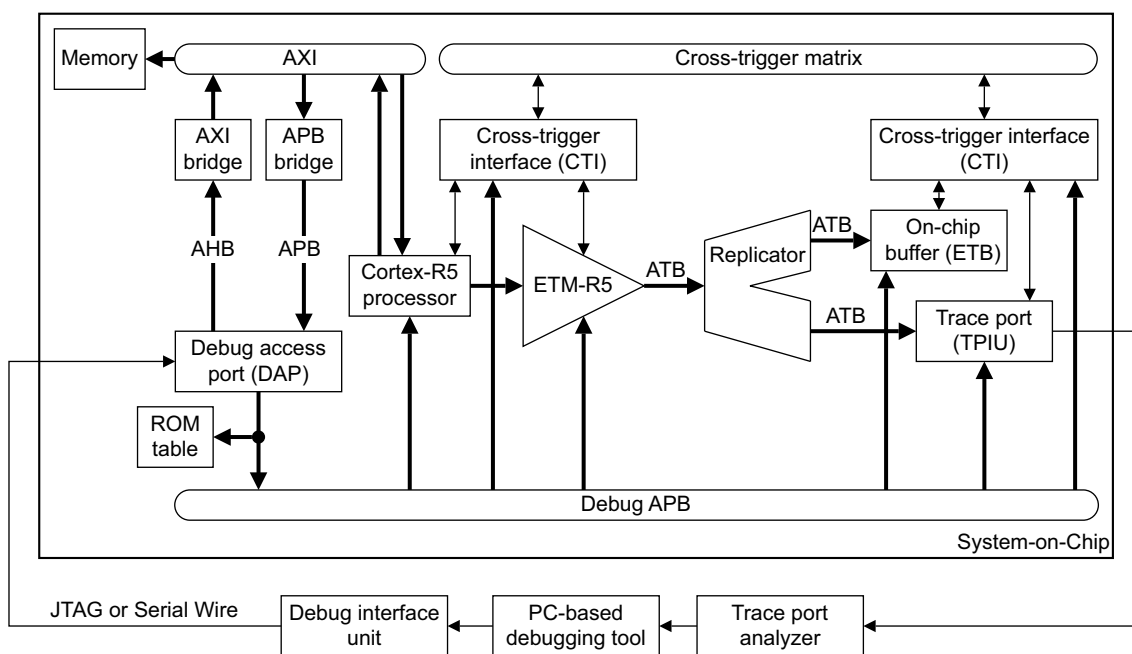 Memory
AXI
Cross-trigger matrix
AXI
bridge
APB
bridge
Cross-trigger
interface (CTI)
Cross-trigger interface
(CTI)
AHB
APB
Cortex-R5
processor
ETM-R5
ATB
Replicator
ATB
On-chip
buffer (ETB)
ATB
Trace port
(TPIU)
Debug access
port (DAP)
ROM
table
Debug APB
System-on-Chip
JTAG or Serial Wire
Debug interface
unit
PC-based
debugging tool
Trace port
analyzer